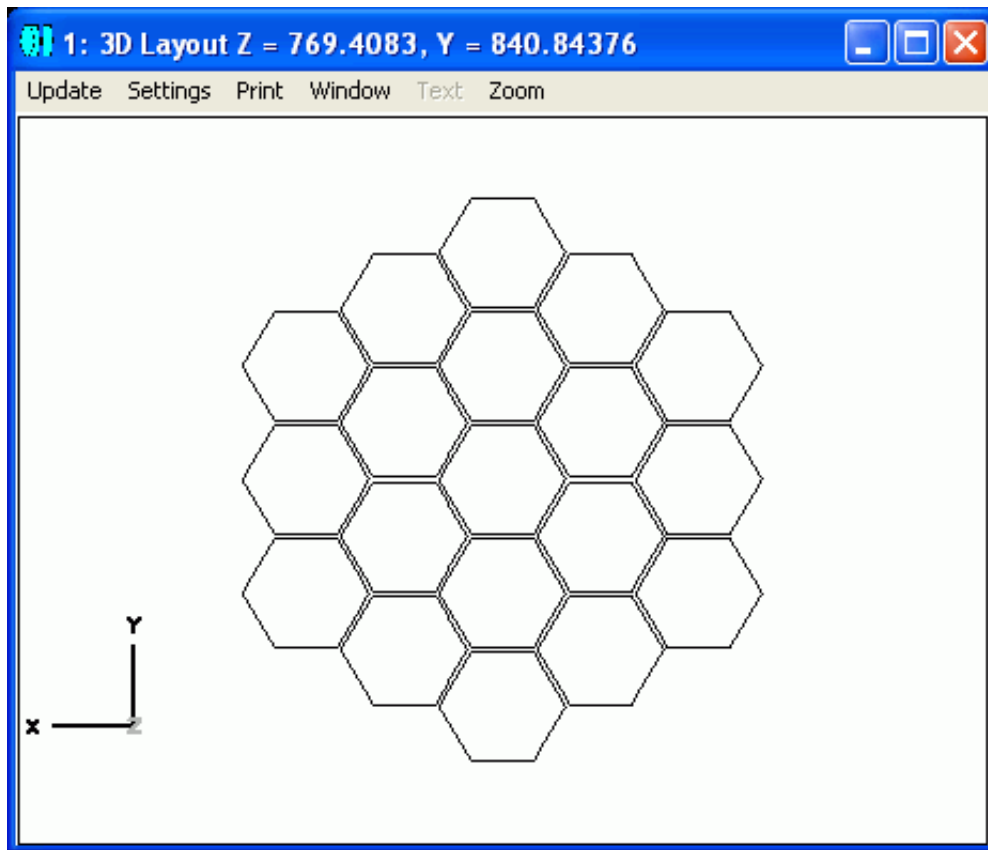 1: 3D Layout Z = 769.4083, Y = 840.84376
Update Settings Print Window Text Zoom
Y
X Z